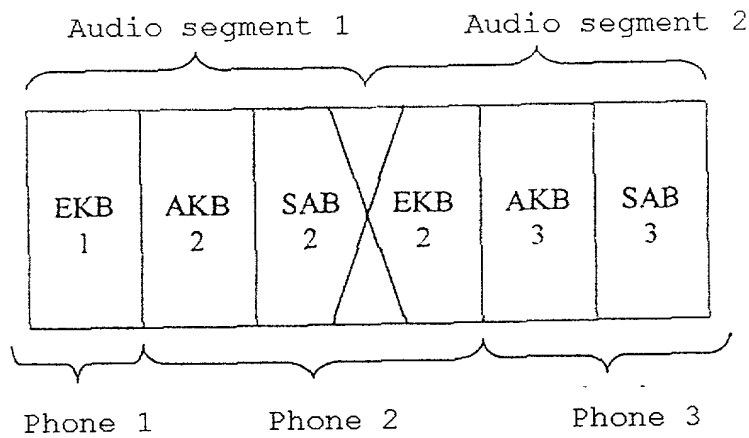 Audio segment 1 Audio segment 2
EKB AKB SAB EKB AKB SAB
1 2 2 2 3 3
Phone 1 Phone 2 Phone 3